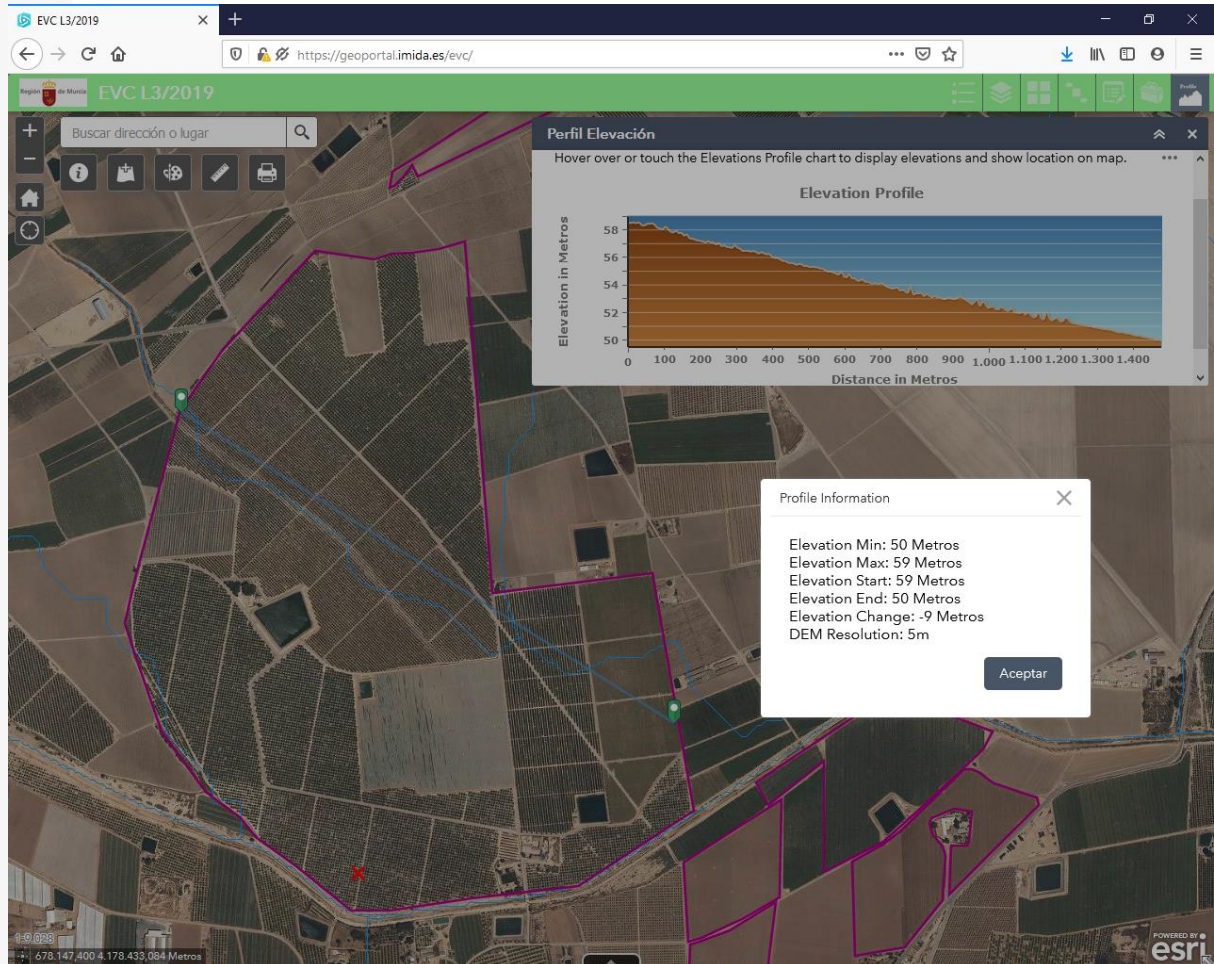 EVC L3/2019
https://geoportal.imida.es/evc/
Región de Murcia
EVC L3/2019
Profile
Buscar dirección o lugar
Perfil Elevación
Hover over or touch the Elevations Profile chart to display elevations and show location on map.
Elevation Profile
Elevation in Metros
58
56
54
52
50
0 100 200 300 400 500 600 700 800 900 1.000 1.100 1.200 1.300 1.400
Distance in Metros
Profile Information
Elevation Min: 50 Metros
Elevation Max: 59 Metros
Elevation Start: 59 Metros
Elevation End: 50 Metros
Elevation Change: -9 Metros
DEM Resolution: 5m
Aceptar
678.147,400 4.178.433,084 Metros
POWERED BY
esri